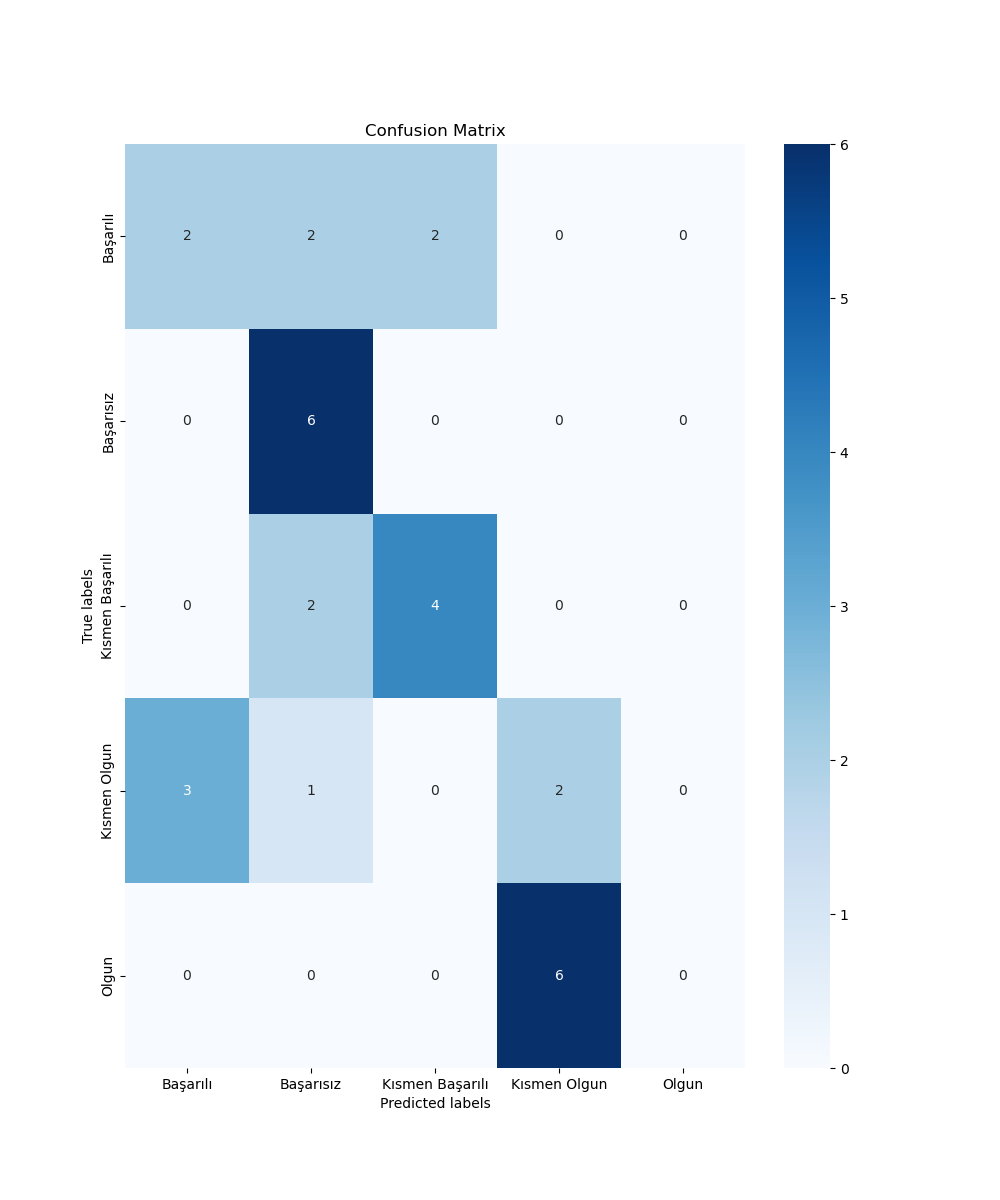 Confusion Matrix
True labels
Başarılı
2 2 2 0 0
Başarısız
0 6 0 0 0
Kısmen Başarılı
0 2 4 0 0
Kısmen Olgun
3 1 0 2 0
Olgun
0 0 0 6 0
Başarılı Başarısız Kısmen Başarılı Kısmen Olgun Olgun
Predicted labels
6
5
4
3
2
1
0